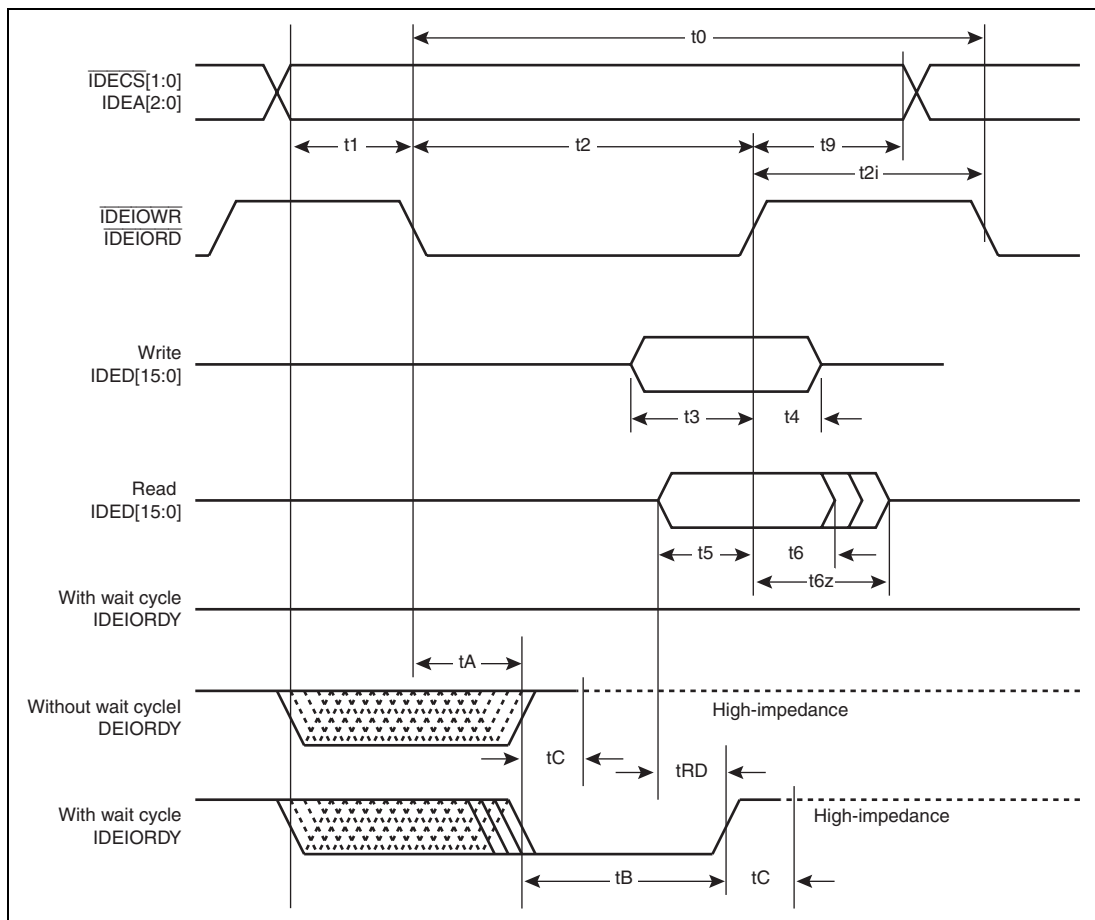 t0
IDECS[1:0]
IDEA[2:0]
t1
t2
t9
t2i
IDEIOWR
IDEIORD
Write
IDED[15:0]
t3
t4
Read
IDED[15:0]
t5
t6
t6z
With wait cycle
IDEIORDY
tA
Without wait cycleI
DEIORDY
High-impedance
tC
tRD
With wait cycle
IDEIORDY
High-impedance
tB
tC